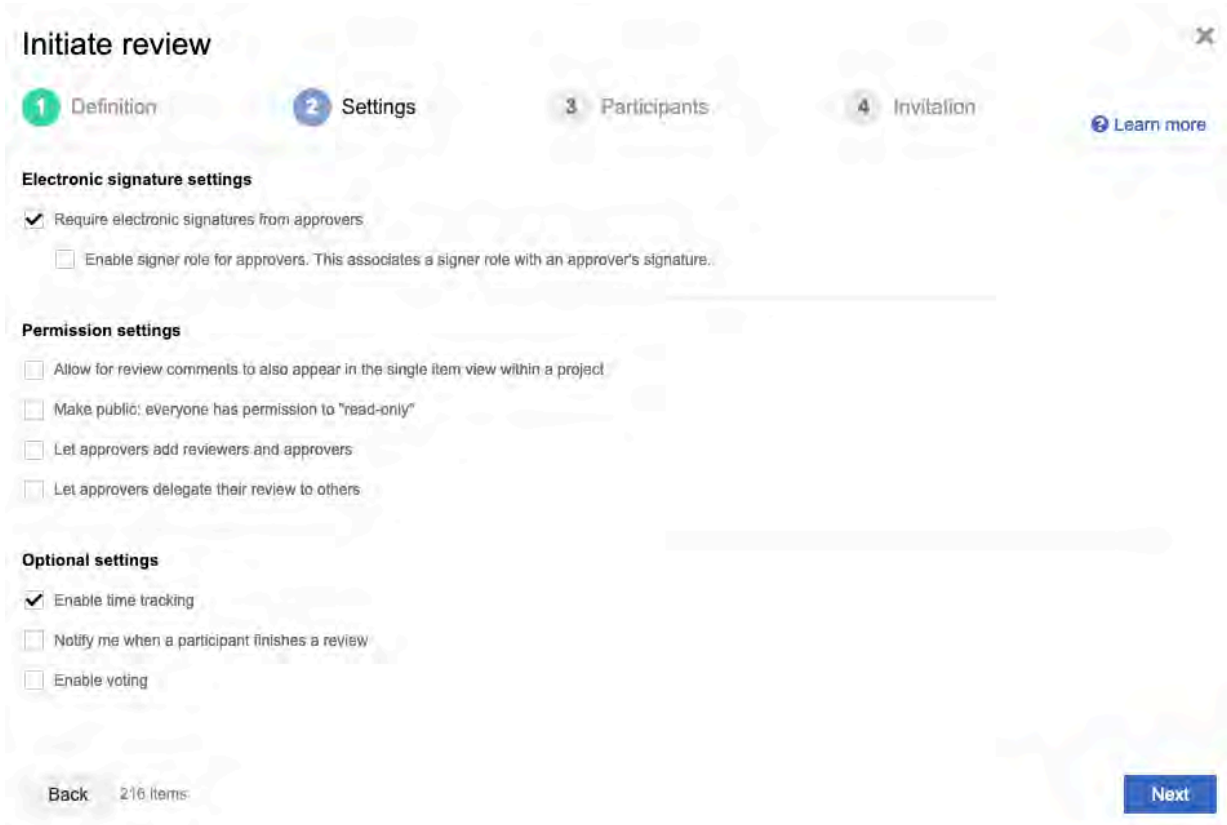 Initiate review
1 Definition 2 Settings 3 Participants 4 Invitation
Learn more
Electronic signature settings
Require electronic signatures from approvers
Enable signer role for approvers. This associates a signer role with an approver's signature.
Permission settings
Allow for review comments to also appear in the single item view within a project
Make public: everyone has permission to "read-only"
Let approvers add reviewers and approvers
Let approvers delegate their review to others
Optional settings
Enable time tracking
Notify me when a participant finishes a review
Enable voting
Back 216 items Next